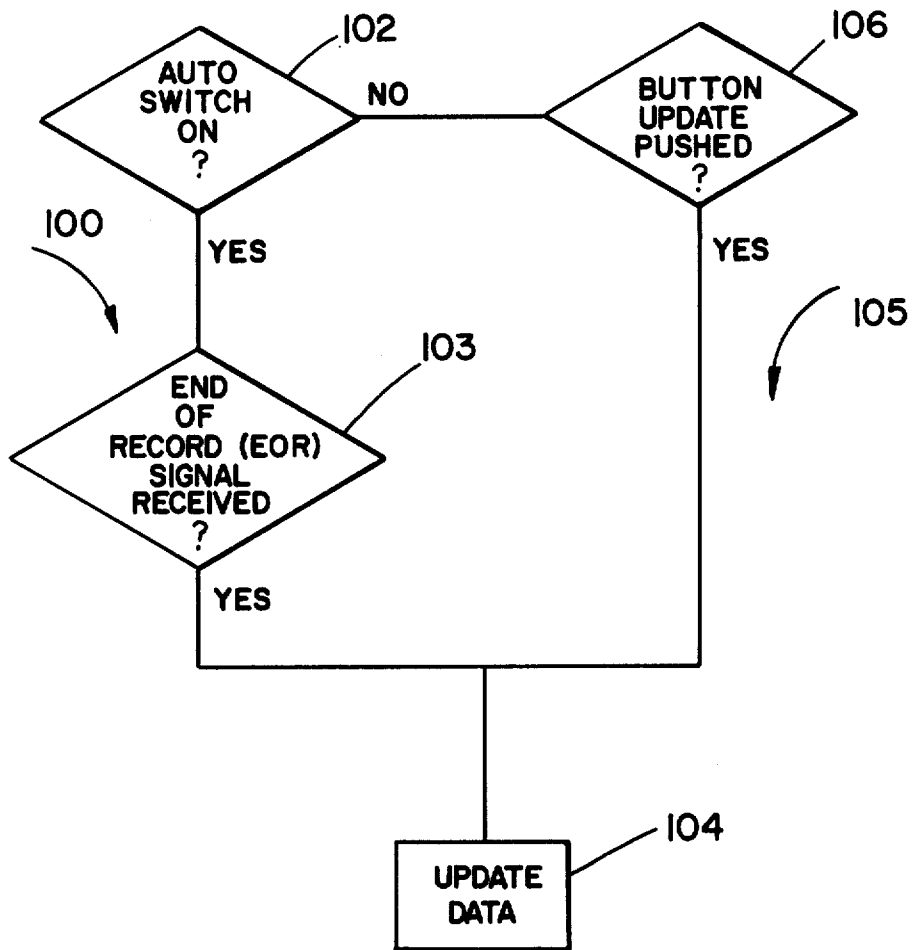 102
AUTO
SWITCH
ON
?
NO
106
BUTTON
UPDATE
PUSHED
?
100
YES
YES
105
103
END
OF
RECORD (EOR)
SIGNAL
RECEIVED
?
YES
104
UPDATE
DATA